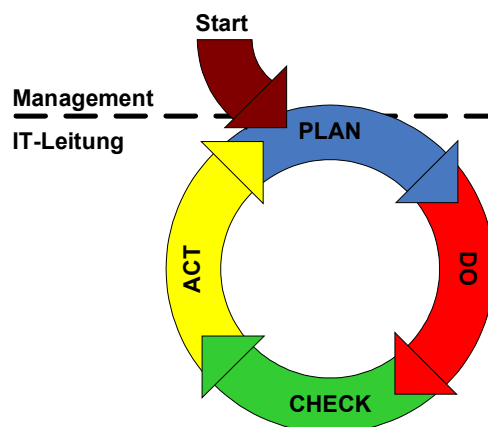 Start
Management
IT-Leitung
PLAN
DO
CHECK
ACT